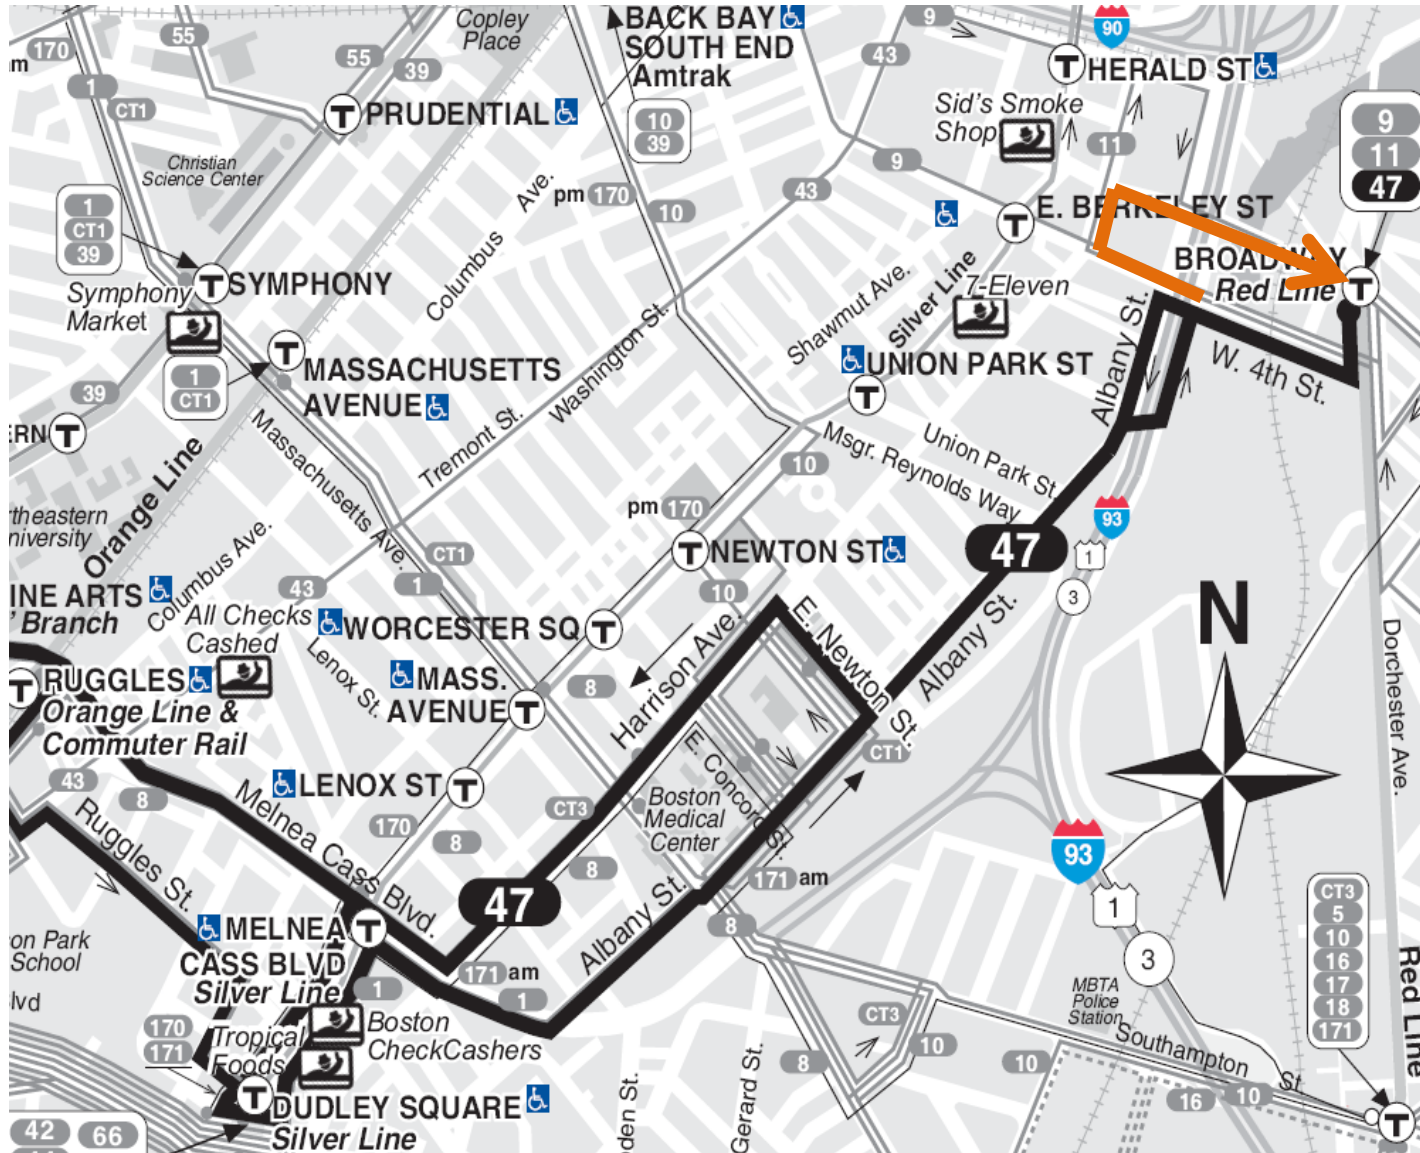 Copley
Place
BACK BAY
SOUTH END
Amtrak
9
90
170
m
55
55
39
43
1
CT1
T PRUDENTIAL
T HERALD ST
Sid's Smoke
Shop
10
39
9
11
47
Christian
Science Center
9
11
Ave.
pm 170
10
43
1
CT1
39
T
E. BERKELEY ST
BROADWAY
Red Line
T
T SYMPHONY
Symphony
Market
Columbus
Shawmut Ave.
Silver Line
7-Eleven
Albany St.
T
MASSACHUSETTS
AVENUE
1
CT1
39
Washington St.
UNION PARK ST
T
W. 4th St.
ERN T
Orange Line
Massachusetts Ave.
Tremont St.
Union Park St.
Msgr. Reynolds Way
10
pm 170
93
1
3
47
rtheastern
niversity
Columbus Ave.
CT1
1
43
T NEWTON ST
10
N
INE ARTS
' Branch
All Checks
Cashed
WORCESTER SQ T
Lenox St.
E. Newton St.
Albany St.
Dorchester Ave.
T RUGGLES
Orange Line &
Commuter Rail
MASS.
AVENUE T
8
Harrison Ave.
E. Concord St.
CT1
43
8
LENOX ST T
Melnea Cass Blvd.
CT3
Boston
Medical
Center
Ruggles St.
170
8
8
47
171 am
93
1
3
CT3
5
10
16
17
18
171
MELNEA
CASS BLVD
Silver Line
T
on Park
School
lvd
171 am
1
1
Albany St.
8
Red Line
MBTA
Police
Station
CT3
10
8
10
Southampton St.
16
10
T
170
171
Tropical
Foods
Boston
CheckCashers
T
DUDLEY SQUARE
Silver Line
42
66
den St.
Gerard St.